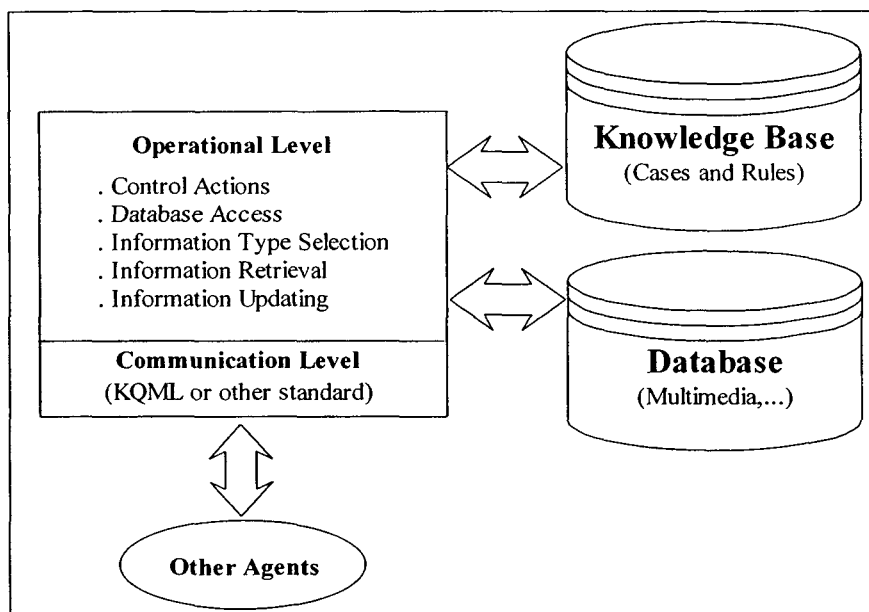 Operational Level
. Control Actions
. Database Access
. Information Type Selection
. Information Retrieval
. Information Updating
Communication Level
(KQML or other standard)
Knowledge Base
(Cases and Rules)
Database
(Multimedia,...)
Other Agents